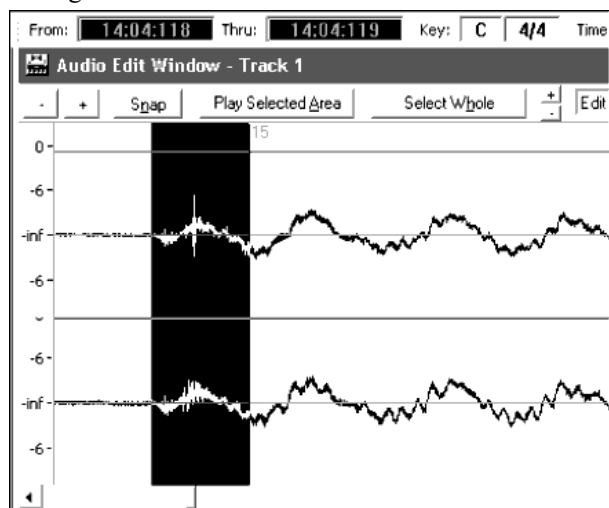 From: 14:04:118 Thru: 14:04:119 Key: C 4/4 Time
Audio Edit Window - Track 1
- + Snap Play Selected Area Select Whole + - Edit
15
0
-6
-inf
-6
-6
-inf
-6